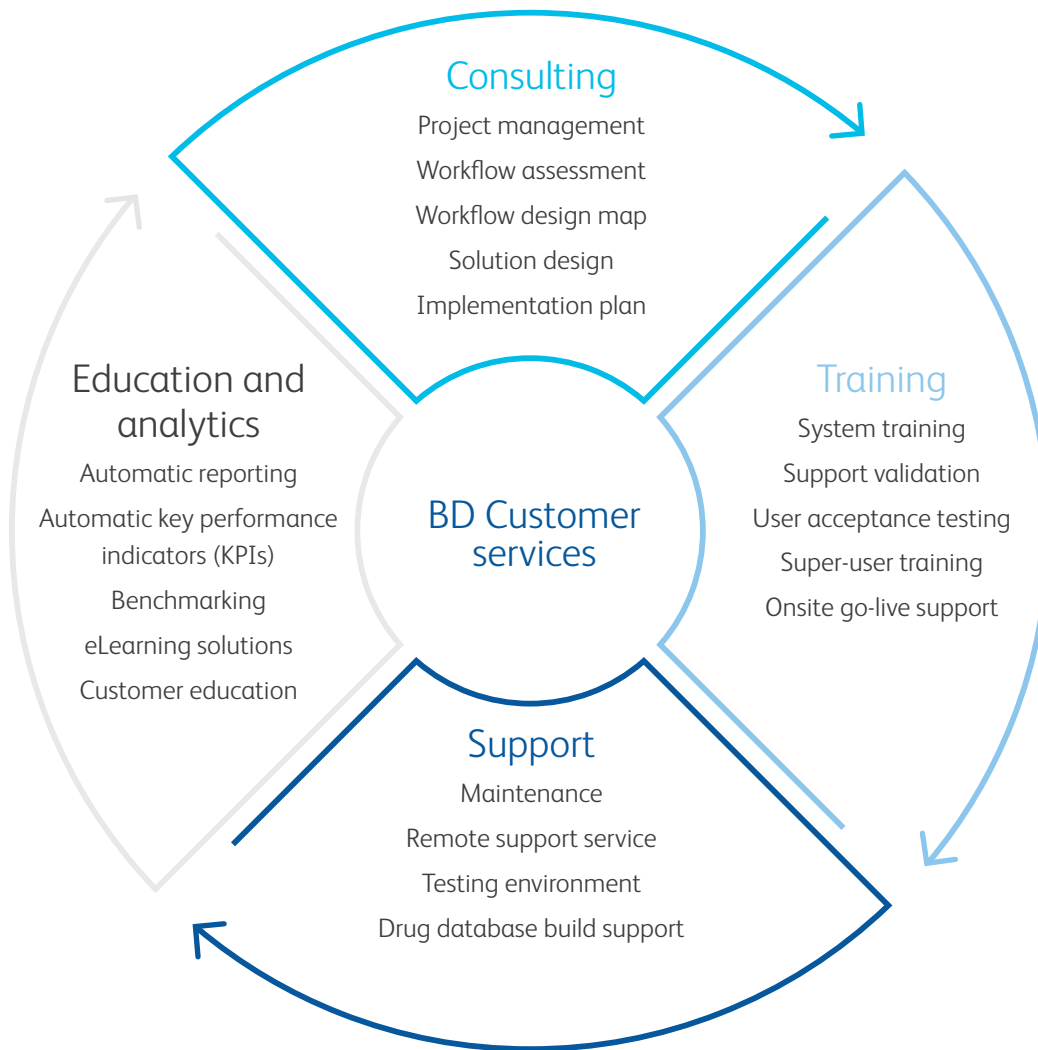 Consulting
Project management
Workflow assessment
Workflow design map
Solution design
Implementation plan
Education and
analytics
Automatic reporting
Automatic key performance
indicators (KPIs)
Benchmarking
eLearning solutions
Customer education
BD Customer
services
Training
System training
Support validation
User acceptance testing
Super-user training
Onsite go-live support
Support
Maintenance
Remote support service
Testing environment
Drug database build support